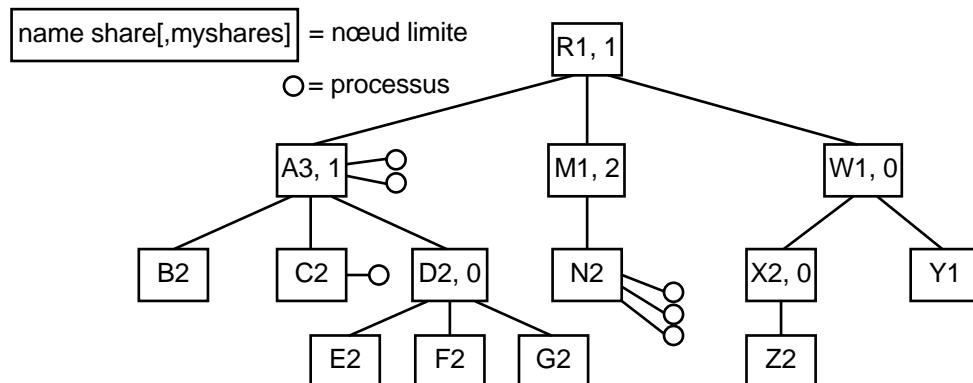 name share[,myshares] = nœud limite
= processus
R1, 1
A3, 1
M1, 2
W1, 0
B2
C2
D2, 0
N2
X2, 0
Y1
E2
F2
G2
Z2